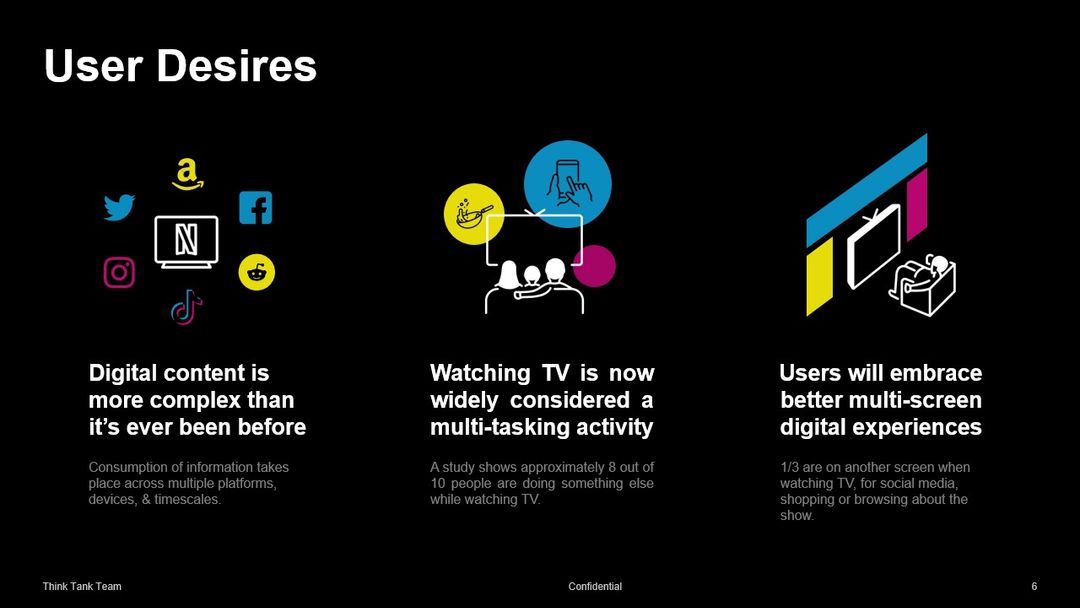 User Desires
Digital content is
more complex than
it's ever been before
Consumption of information takes
place across multiple platforms,
devices, & timescales.
Watching TV is now
widely considered a
multi-tasking activity
A study shows approximately 8 out of
10 people are doing something else
while watching TV.
Users will embrace
better multi-screen
digital experiences
1/3 are on another screen when
watching TV, for social media,
shopping or browsing about the
show.
Think Tank Team
Confidential
6